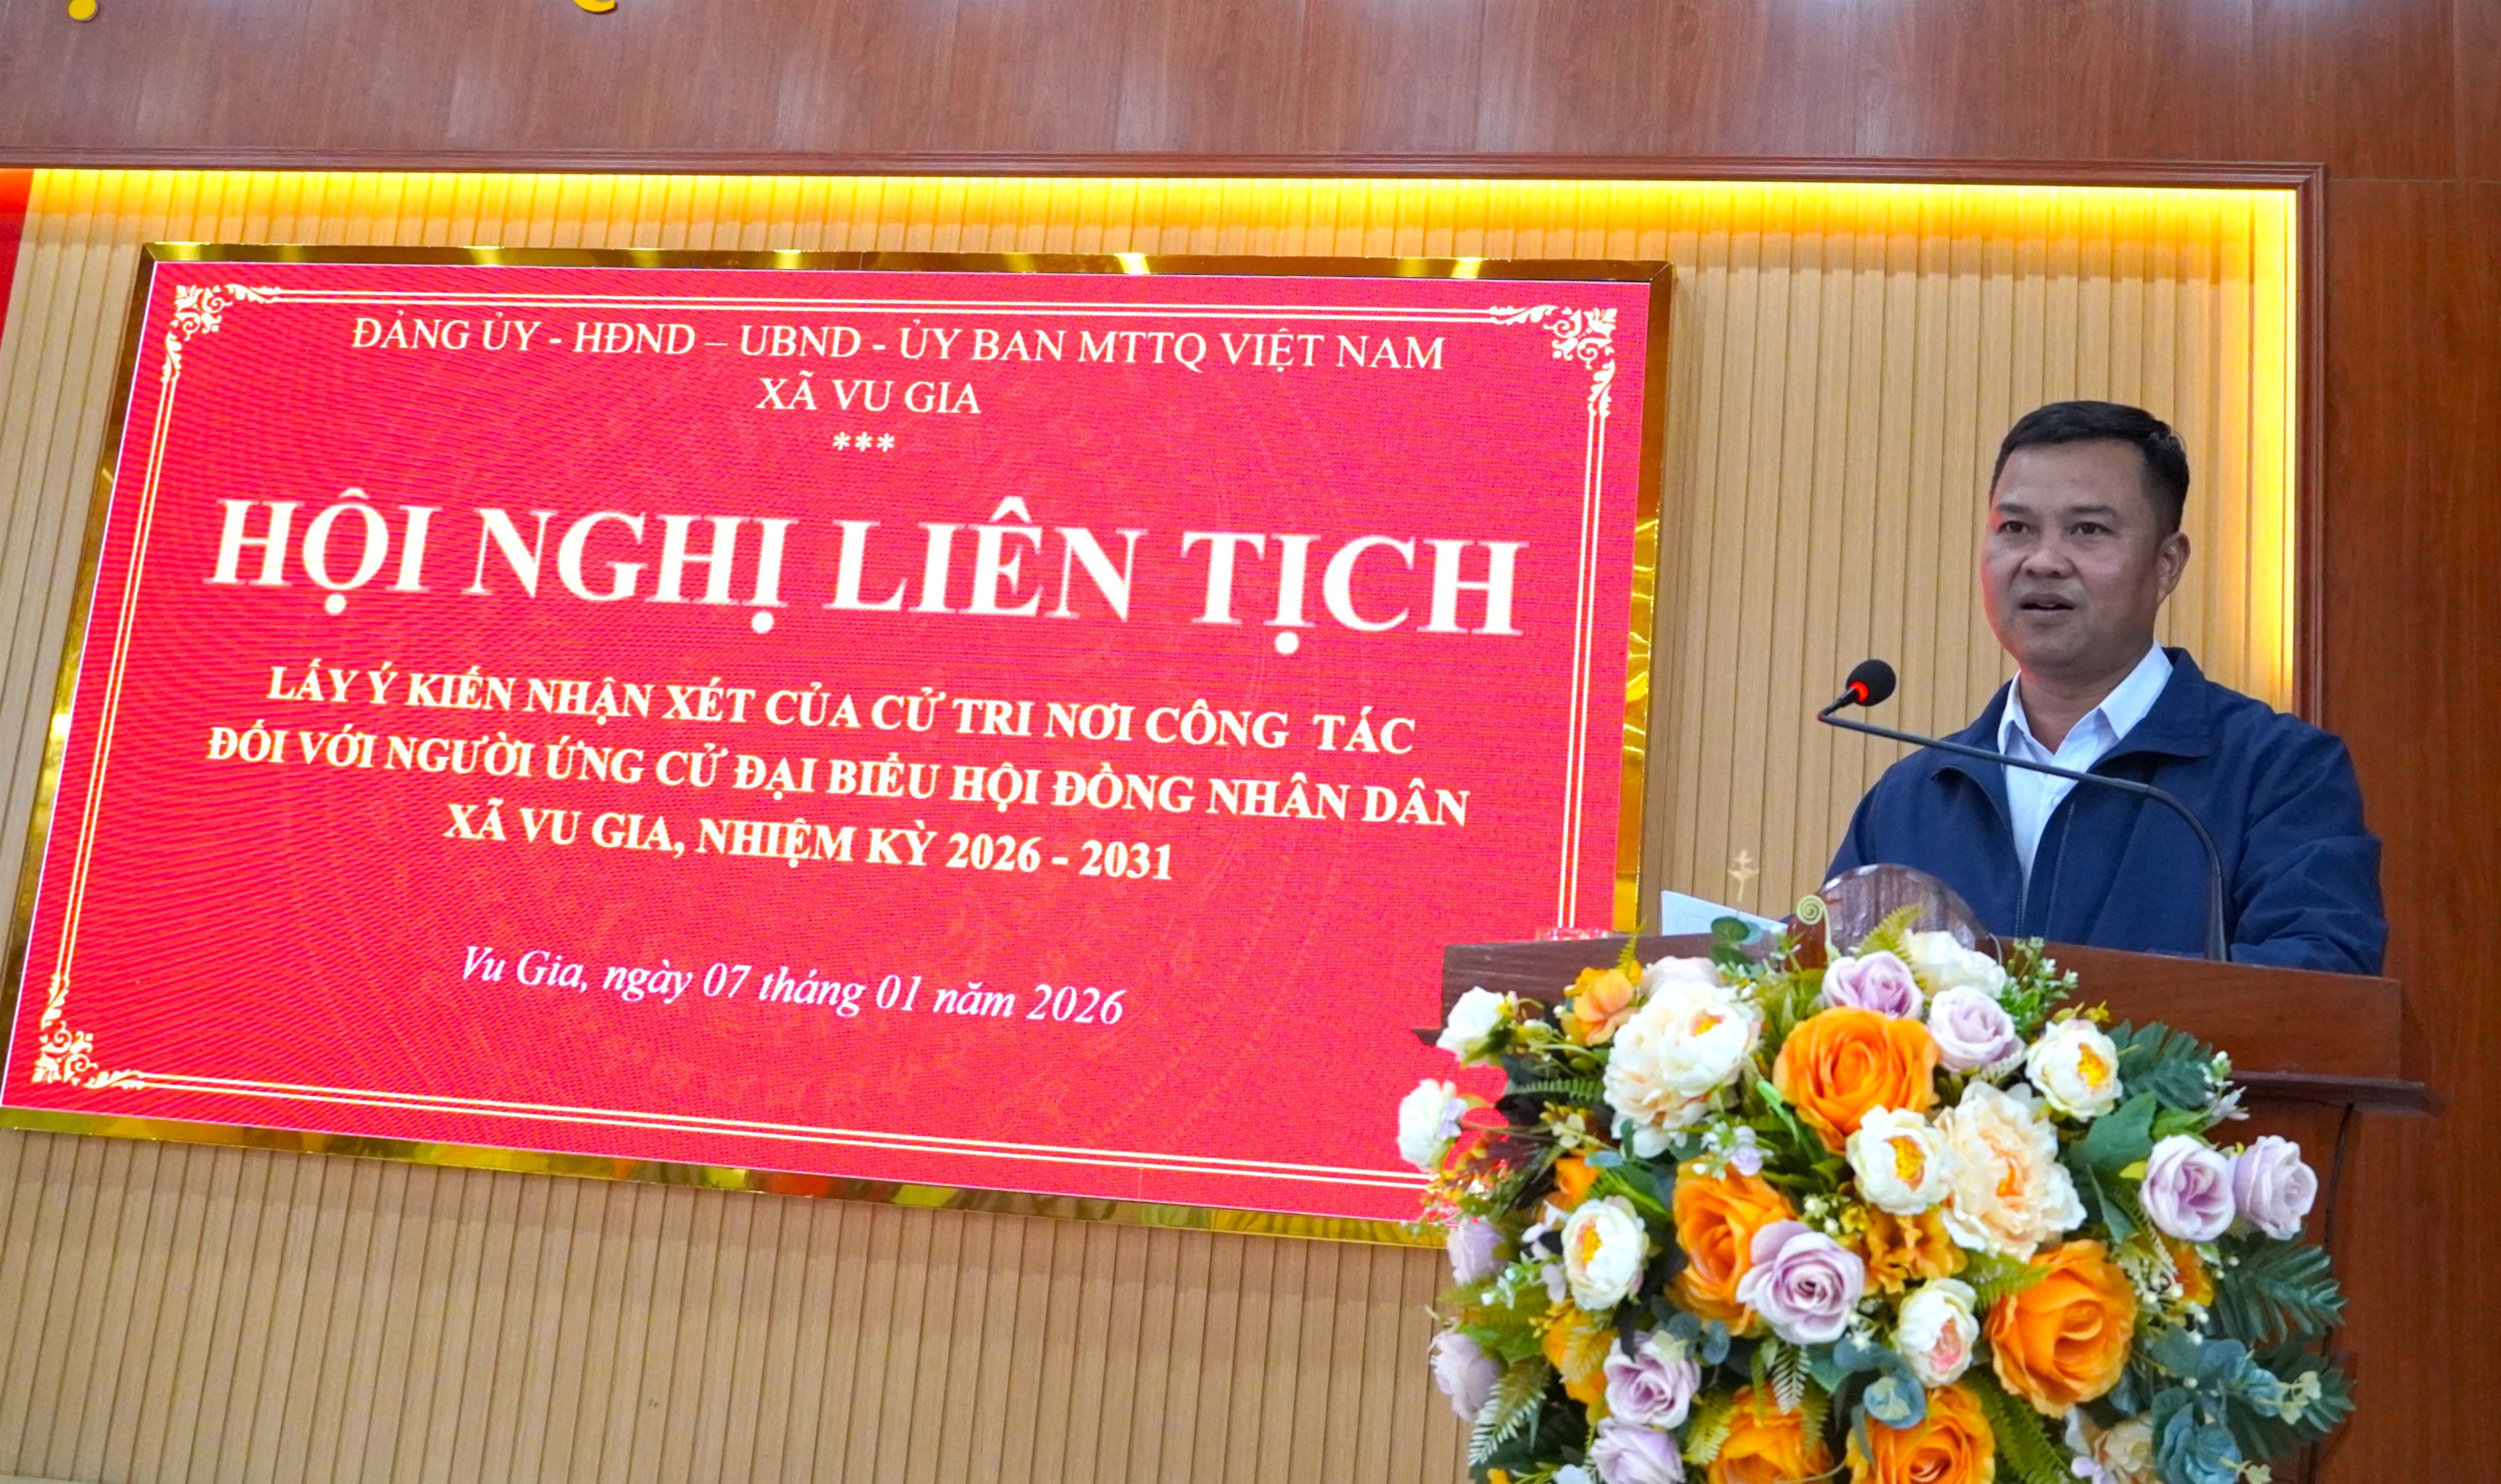 ĐẢNG ỦY - HĐND – UBND - ỦY BAN MTTQ VIỆT NAM
XÃ VU GIA
***
HỘI NGHỊ LIÊN TỊCH
LẤY Ý KIẾN NHẬN XÉT CỦA CỬ TRI NƠI CÔNG TÁC
ĐỐI VỚI NGƯỜI ỨNG CỬ ĐẠI BIỂU HỘI ĐỒNG NHÂN DÂN
XÃ VU GIA, NHIỆM KỲ 2026 - 2031
Vu Gia, ngày 07 tháng 01 năm 2026